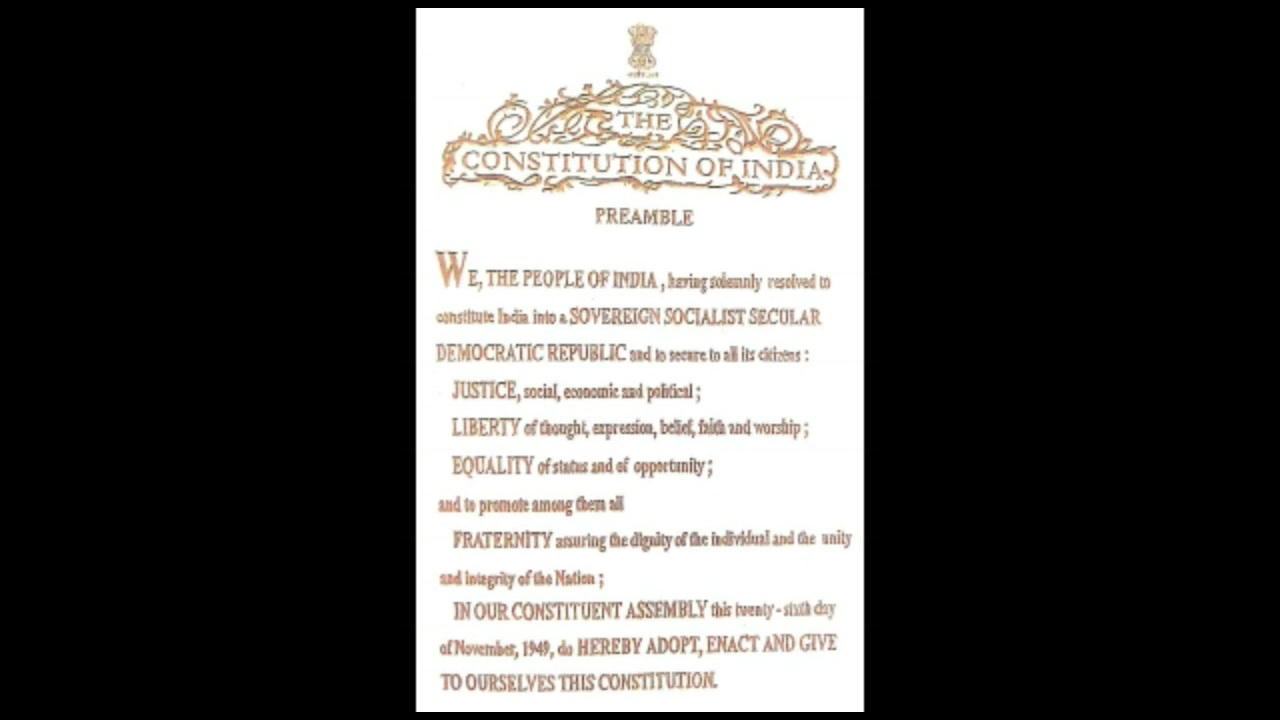 THE
CONSTITUTION OF INDIA
PREAMBLE
WE, THE PEOPLE OF INDIA , having solemnly resolved to
constitute India into a SOVEREIGN SOCIALIST SECULAR
DEMOCRATIC REPUBLIC and to secure to all its citizens :
JUSTICE, social, economic and political ;
LIBERTY of thought, expression, belief, faith and worship ;
EQUALITY of status and of opportunity ;
and to promote among them all
FRATERNITY assuring the dignity of the individual and the unity
and integrity of the Nation ;
IN OUR CONSTITUENT ASSEMBLY this twenty - sixth day
of November, 1949, do HEREBY ADOPT, ENACT AND GIVE
TO OURSELVES THIS CONSTITUTION.